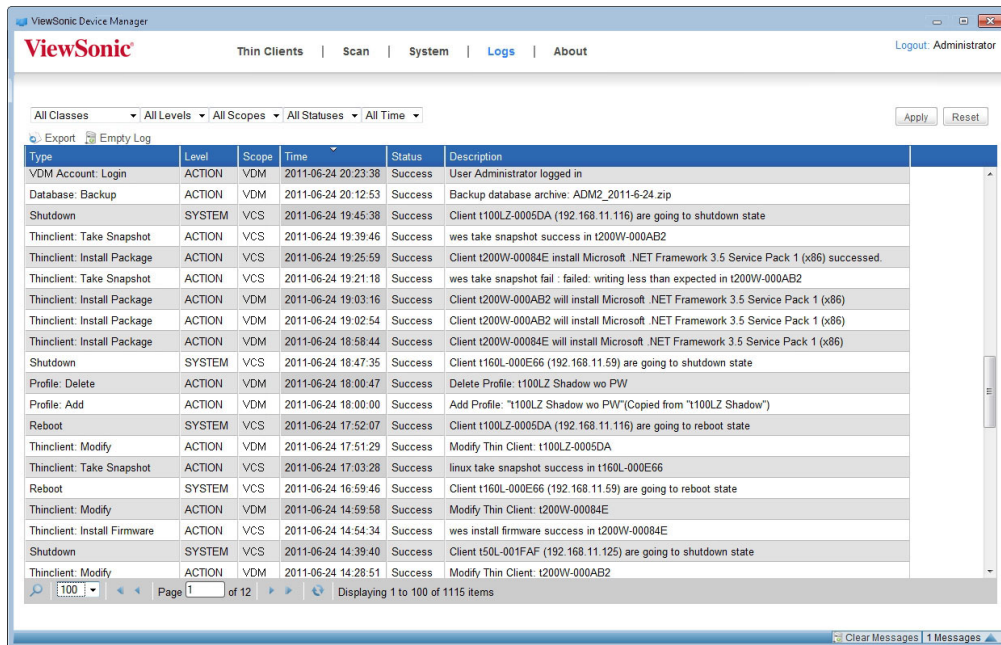 ViewSonic Device Manager
ViewSonic®
Thin Clients | Scan | System | Logs | About
Logout: Administrator
All Classes All Levels All Scopes All Statuses All Time Apply Reset
Export Empty Log
Type Level Scope Time Status Description
VDM Account: Login ACTION VDM 2011-06-24 20:23:38 Success User Administrator logged in
Database: Backup ACTION VDM 2011-06-24 20:12:53 Success Backup database archive: ADM2_2011-6-24.zip
Shutdown SYSTEM VCS 2011-06-24 19:45:38 Success Client t100LZ-0005DA (192.168.11.116) are going to shutdown state
Thinclient: Take Snapshot ACTION VCS 2011-06-24 19:39:46 Success wes take snapshot success in t200W-000AB2
Thinclient: Install Package ACTION VCS 2011-06-24 19:25:59 Success Client t200W-00084E install Microsoft .NET Framework 3.5 Service Pack 1 (x86) successed.
Thinclient: Take Snapshot ACTION VCS 2011-06-24 19:21:18 Success wes take snapshot fail : failed: writing less than expected in t200W-000AB2
Thinclient: Install Package ACTION VDM 2011-06-24 19:03:16 Success Client t200W-000AB2 will install Microsoft .NET Framework 3.5 Service Pack 1 (x86)
Thinclient: Install Package ACTION VDM 2011-06-24 19:02:54 Success Client t200W-000AB2 will install Microsoft .NET Framework 3.5 Service Pack 1 (x86)
Thinclient: Install Package ACTION VDM 2011-06-24 18:58:44 Success Client t200W-00084E will install Microsoft .NET Framework 3.5 Service Pack 1 (x86)
Shutdown SYSTEM VCS 2011-06-24 18:47:35 Success Client t160L-000E66 (192.168.11.59) are going to shutdown state
Profile: Delete ACTION VDM 2011-06-24 18:00:47 Success Delete Profile: t100LZ Shadow wo PW
Profile: Add ACTION VDM 2011-06-24 18:00:00 Success Add Profile: "t100LZ Shadow wo PW"(Copied from "t100LZ Shadow")
Reboot SYSTEM VCS 2011-06-24 17:52:07 Success Client t100LZ-0005DA (192.168.11.116) are going to reboot state
Thinclient: Modify ACTION VDM 2011-06-24 17:51:29 Success Modify Thin Client: t100LZ-0005DA
Thinclient: Take Snapshot ACTION VCS 2011-06-24 17:03:28 Success linux take snapshot success in t160L-000E66
Reboot SYSTEM VCS 2011-06-24 16:59:46 Success Client t160L-000E66 (192.168.11.59) are going to reboot state
Thinclient: Modify ACTION VDM 2011-06-24 14:59:58 Success Modify Thin Client: t200W-00084E
Thinclient: Install Firmware ACTION VCS 2011-06-24 14:54:34 Success wes install firmware success in t200W-00084E
Shutdown SYSTEM VCS 2011-06-24 14:39:40 Success Client t50L-001FAF (192.168.11.125) are going to shutdown state
Thinclient: Modify ACTION VDM 2011-06-24 14:28:51 Success Modify Thin Client: t200W-000AB2
100 Page 1 of 12 Displaying 1 to 100 of 1115 items
Clear Messages 1 Messages